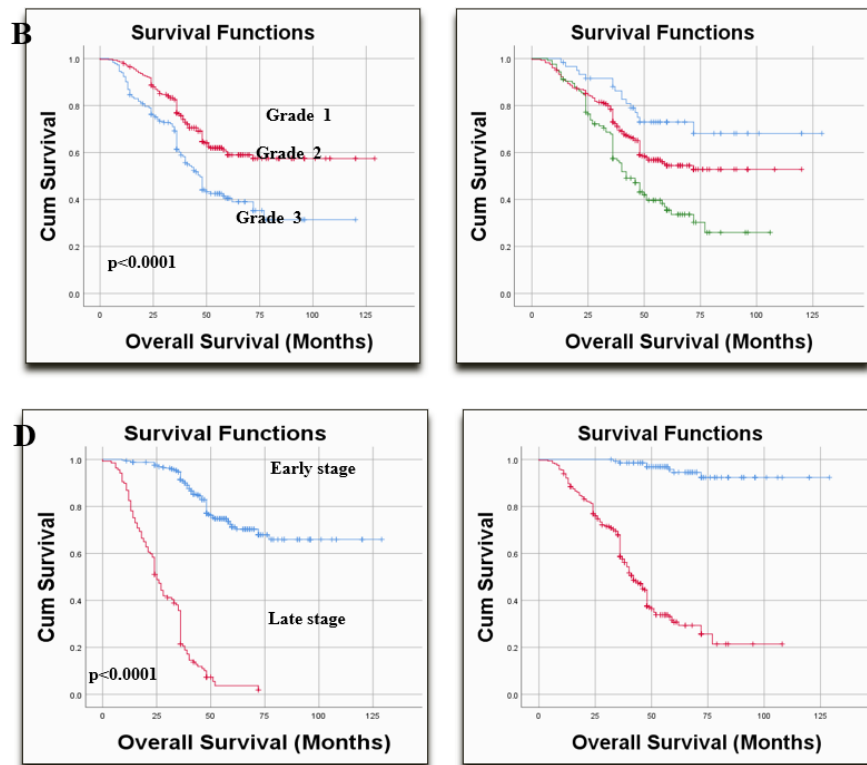 B
Survival Functions
1.0
0.8
0.6
0.4
0.2
0.0
Cum Survival
Grade 1
Grade 2
Grade 3
p<0.0001
0 25 50 75 100 125
Overall Survival (Months)
Survival Functions
1.0
0.8
0.6
0.4
0.2
0.0
Cum Survival
0 25 50 75 100 125
Overall Survival (Months)
D
Survival Functions
1.0
0.8
0.6
0.4
0.2
0.0
Cum Survival
Early stage
Late stage
p<0.0001
0 25 50 75 100 125
Overall Survival (Months)
Survival Functions
1.0
0.8
0.6
0.4
0.2
0.0
Cum Survival
0 25 50 75 100 125
Overall Survival (Months)